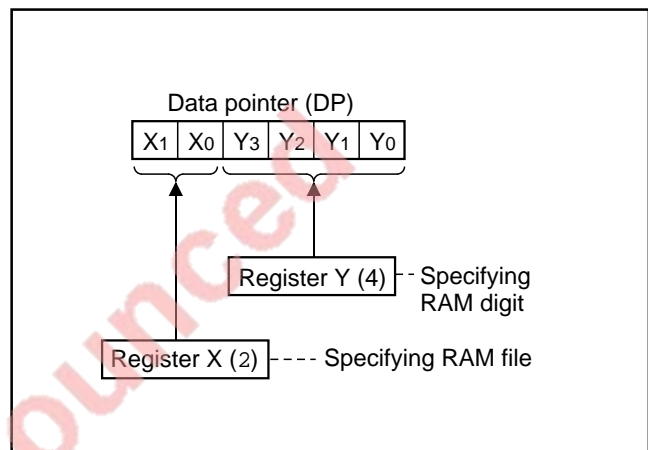 Data pointer (DP)
X1 X0 Y3 Y2 Y1 Y0
Register Y (4)
Specifying
RAM digit
Register X (2)
Specifying RAM file
ounced